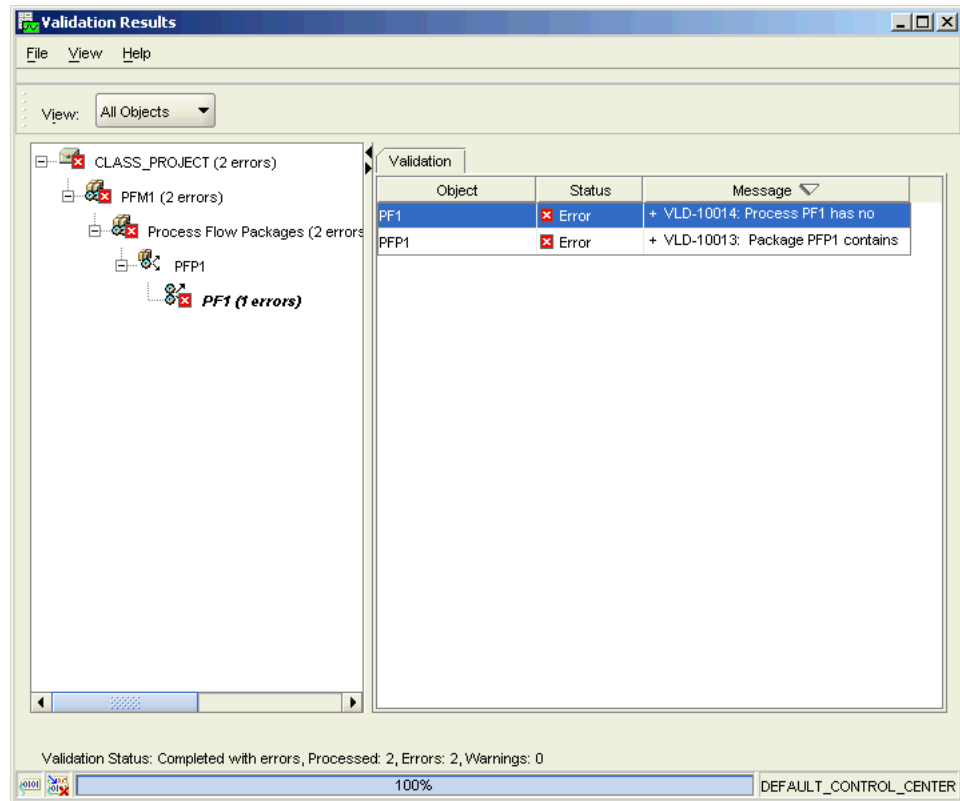 Validation Results
File View Help
View: All Objects
CLASS_PROJECT (2 errors)
PFM1 (2 errors)
Process Flow Packages (2 errors
PFP1
PF1 (1 errors)
Validation
Object Status Message
PF1 Error + VLD-10014: Process PF1 has no
PFP1 Error + VLD-10013: Package PFP1 contains
Validation Status: Completed with errors, Processed: 2, Errors: 2, Warnings: 0
100% DEFAULT_CONTROL_CENTER